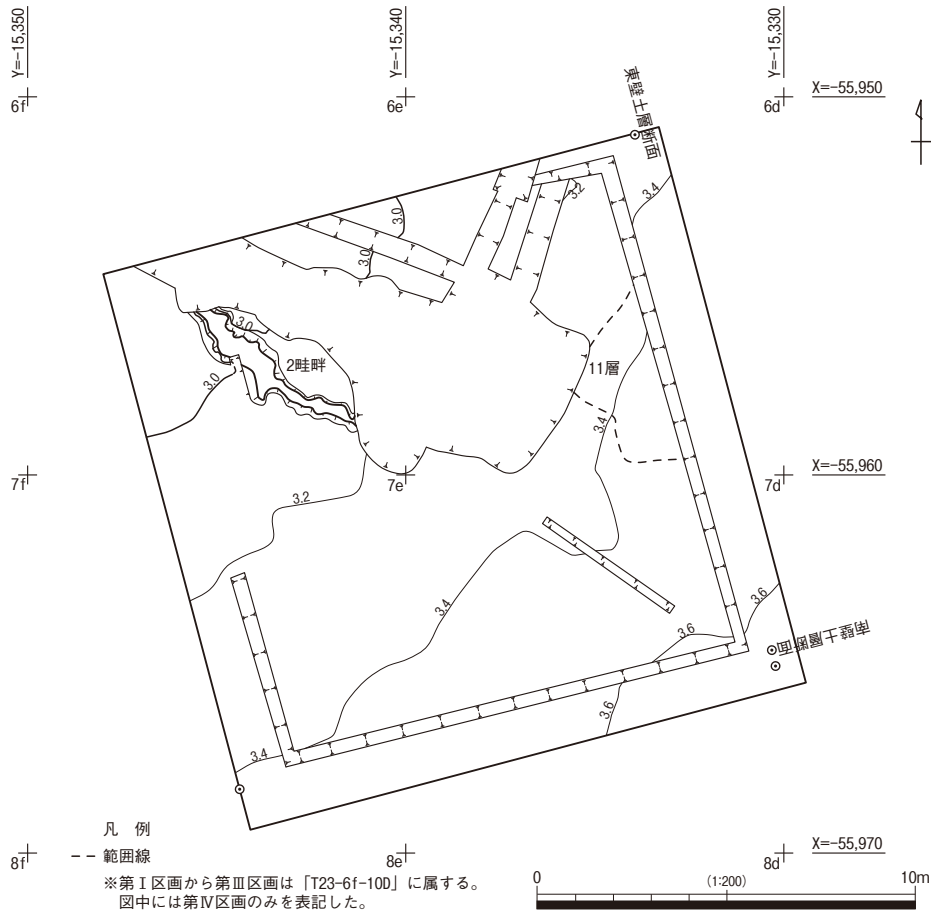 Y=-15,350
Y=-15,340
Y=-15,330
6f
6e
6d
X=-55,950
東壁土層断面
3.4
3.2
3.0
3.0
3.0
2畦畔
3.0
11層
3.4
7f
7e
7d
X=-55,960
3.2
3.4
3.6
3.6
南壁土層断面
3.6
3.4
8f
8e
8d
X=-55,970
凡 例
-- 範囲線
※第Ⅰ区画から第Ⅲ区画は「T23-6f-10D」に属する。
図中には第Ⅳ区画のみを表記した。
0
(1:200)
10m